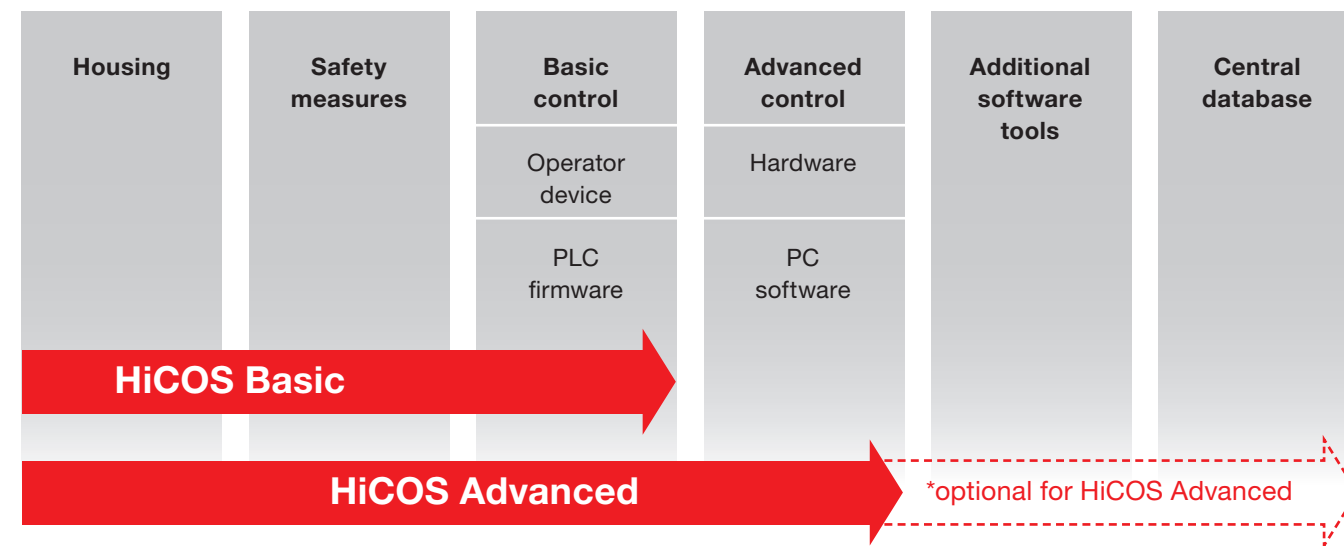 Housing
Safety
measures
Basic
control
Operator
device
PLC
firmware
Advanced
control
Hardware
PC
software
Additional
software
tools
Central
database
HiCOS Basic
HiCOS Advanced
*optional for HiCOS Advanced